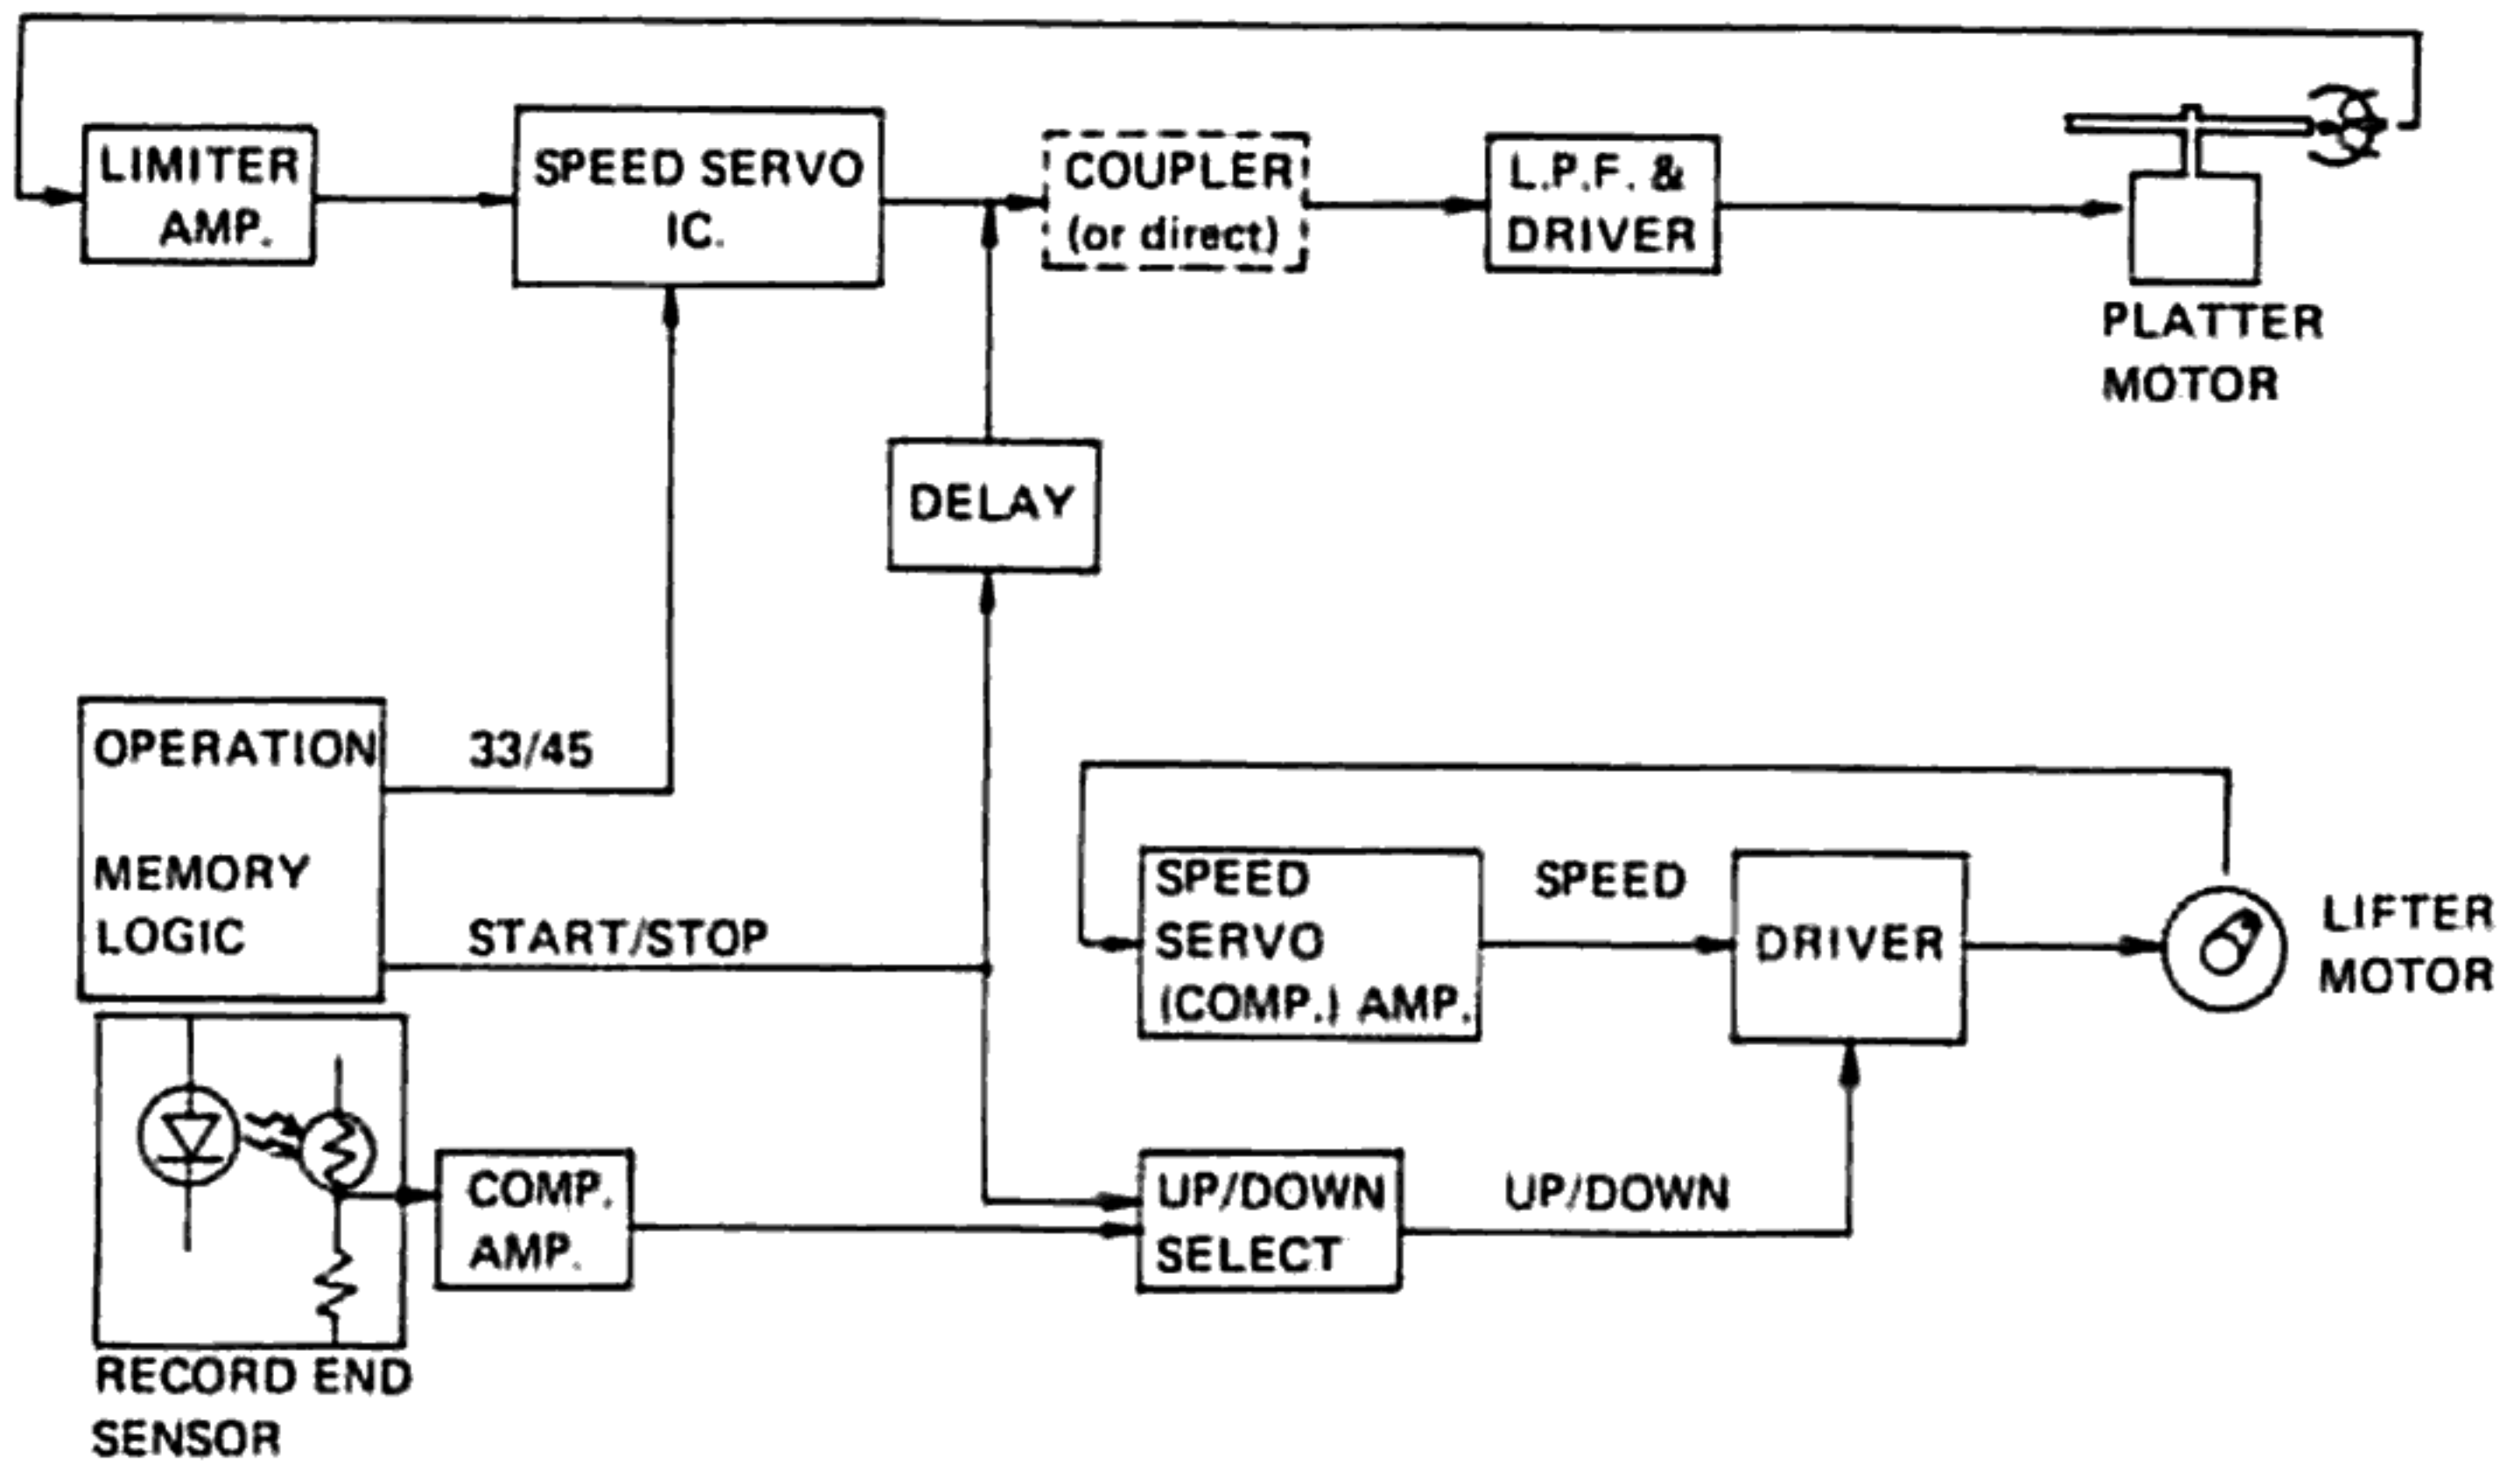 LIMITER
AMP.
SPEED SERVO
IC.
COUPLER
(or direct)
L.P.F. &
DRIVER
PLATTER
MOTOR
DELAY
OPERATION
MEMORY
LOGIC
33/45
START/STOP
SPEED
SERVO
(COMP.) AMP.
SPEED
DRIVER
LIFTER
MOTOR
COMP.
AMP.
UP/DOWN
SELECT
UP/DOWN
RECORD END
SENSOR